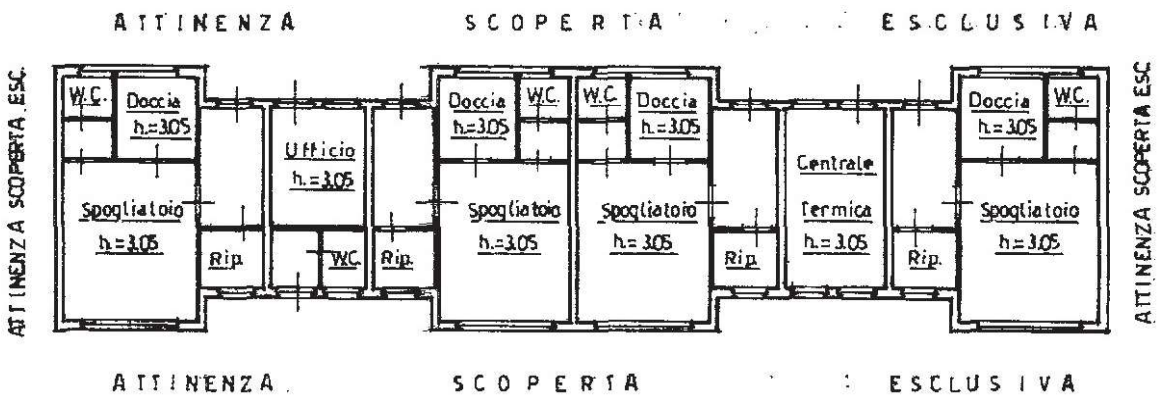 ATTINENZA SCOPERTA ESCLUSIVA
ATTINENZA SCOPERTA ESC.
W.C.
Doccia
h.=3.05
Spogliatoio
h.=3.05
Rip.
Ufficio
h.=3.05
W.C.
Rip.
Doccia
h.=3.05
W.C.
Spogliatoio
h.=3.05
W.C.
Doccia
h.=3.05
Spogliatoio
h.=3.05
Rip.
Centrale
Termica
h.=3.05
Rip.
Doccia
h.=3.05
W.C.
Spogliatoio
h.=3.05
ATTINENZA SCOPERTA ESC.
ATTINENZA SCOPERTA ESCLUSIVA